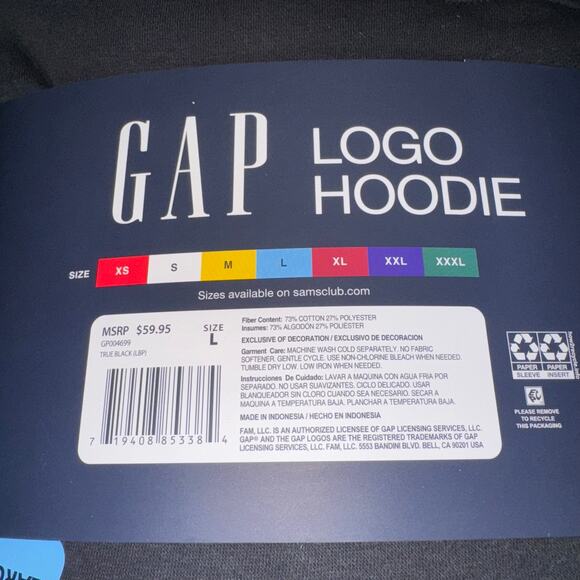 GAP
LOGO
HOODIE
SIZE XS S M L XL XXL XXXL
Sizes available on samsclub.com
MSRP $59.95
GP004699
TRUE BLACK (LBP)
SIZE
L
7 19408 85338 4
Fiber Content: 73% COTTON 27% POLYESTER
Insumes: 73% ALGODÓN 27% POLIÉSTER
EXCLUSIVE OF DECORATION / EXCLUSIVO DE DECORACIÓN
Garment Care: MACHINE WASH COLD SEPARATELY. NO FABRIC
SOFTENER. GENTLE CYCLE. USE NON-CHLORINE BLEACH WHEN NEEDED.
TUMBLE DRY LOW. LOW IRON WHEN NEEDED.
Instrucciones De Cuidado: LAVAR A MAQUINA CON AGUA FRIA POR
SEPARADO. NO USAR SUAVIZANTES. CICLO DELICADO. USAR
BLANQUEADOR SIN CLORO CUANDO SEA NECESARIO. SECAR A
MAQUINA A TEMPERATURA BAJA. PLANCHAR A TEMPERATURA BAJA.
MADE IN INDONESIA / HECHO EN INDONESIA
FAM, LLC. IS AN AUTHORIZED LICENSEE OF GAP LICENSING SERVICES, LLC.
GAP® AND THE GAP LOGOS ARE THE REGISTERED TRADEMARKS OF GAP
LICENSING SERVICES, LLC. FAM, LLC. 5553 BANDINI BLVD. BELL, CA 90201 USA
PAPER
SLEEVE
PAPER
INSERT
PLEASE REMOVE
TO RECYCLE
THIS PACKAGING